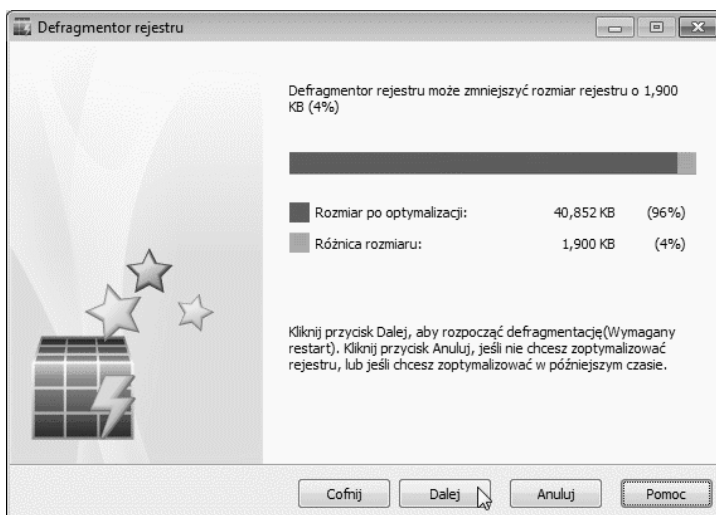 Defragmentor rejestru
Defragmentor rejestru może zmniejszyć rozmiar rejestru o 1,900
KB (4%)
Rozmiar po optymalizacji: 40,852 KB (96%)
Różnica rozmiaru: 1,900 KB (4%)
Kliknij przycisk Dalej, aby rozpocząć defragmentację(Wymagany
restart). Kliknij przycisk Anuluj, jeśli nie chcesz zoptymalizować
rejestru, lub jeśli chcesz zoptymalizować w późniejszym czasie.
Cofnij Dalej Anuluj Pomoc